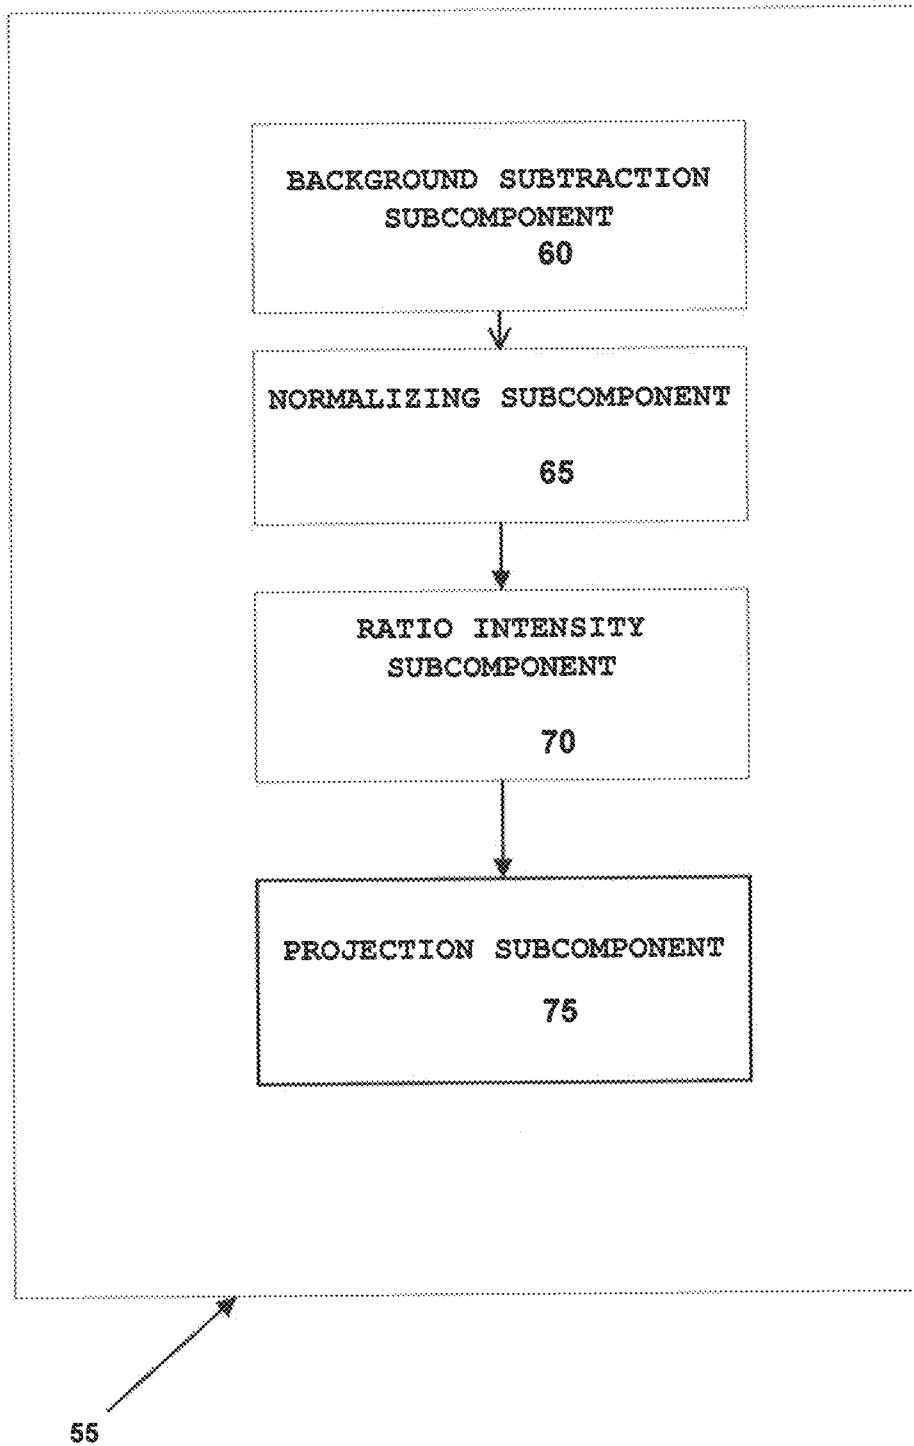 BACKGROUND SUBTRACTION
SUBCOMPONENT
60
NORMALIZING SUBCOMPONENT
65
RATIO INTENSITY
SUBCOMPONENT
70
PROJECTION SUBCOMPONENT
75
55